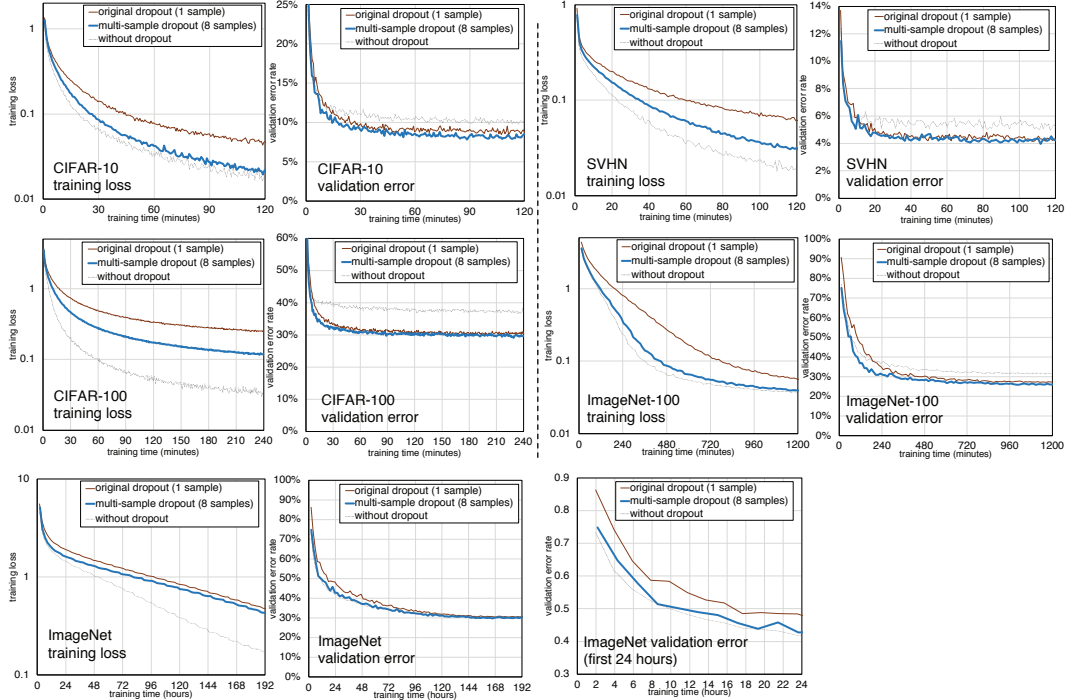 original dropout (1 sample)
multi-sample dropout (8 samples)
without dropout
training loss
1
0.1
0.01
CIFAR-10
training loss
0 30 60 90 120
training time (minutes)
original dropout (1 sample)
multi-sample dropout (8 samples)
without dropout
validation error rate
25%
20%
15%
10%
5%
0%
CIFAR-10
validation error
0 30 60 90 120
training time (minutes)
original dropout (1 sample)
multi-sample dropout (8 samples)
without dropout
training loss
1
0.1
0.01
SVHN
training loss
0 20 40 60 80 100 120
training time (minutes)
original dropout (1 sample)
multi-sample dropout (8 samples)
without dropout
validation error rate
14%
12%
10%
8%
6%
4%
2%
0%
SVHN
validation error
0 20 40 60 80 100 120
training time (minutes)
original dropout (1 sample)
multi-sample dropout (8 samples)
without dropout
training loss
1
0.1
0.01
CIFAR-100
training loss
0 30 60 90 120 150 180 210 240
training time (minutes)
original dropout (1 sample)
multi-sample dropout (8 samples)
without dropout
validation error rate
60%
50%
40%
30%
20%
10%
0%
CIFAR-100
validation error
0 30 60 90 120 150 180 210 240
training time (minutes)
original dropout (1 sample)
multi-sample dropout (8 samples)
without dropout
training loss
1
0.1
0.01
ImageNet-100
training loss
0 240 480 720 960 1200
training time (minutes)
original dropout (1 sample)
multi-sample dropout (8 samples)
without dropout
validation error rate
100%
90%
80%
70%
60%
50%
40%
30%
20%
10%
0%
ImageNet-100
validation error
0 240 480 720 960 1200
training time (minutes)
original dropout (1 sample)
multi-sample dropout (8 samples)
without dropout
training loss
10
1
0.1
ImageNet
training loss
0 24 48 72 96 120 144 168 192
training time (hours)
original dropout (1 sample)
multi-sample dropout (8 samples)
without dropout
validation error rate
100%
90%
80%
70%
60%
50%
40%
30%
20%
10%
0%
ImageNet
validation error
0 24 48 72 96 120 144 168 192
training time (hours)
original dropout (1 sample)
multi-sample dropout (8 samples)
without dropout
validation error rate
0.9
0.8
0.7
0.6
0.5
0.4
0.3
ImageNet validation error
(first 24 hours)
0 2 4 6 8 10 12 14 16 18 20 22 24
training time (hours)